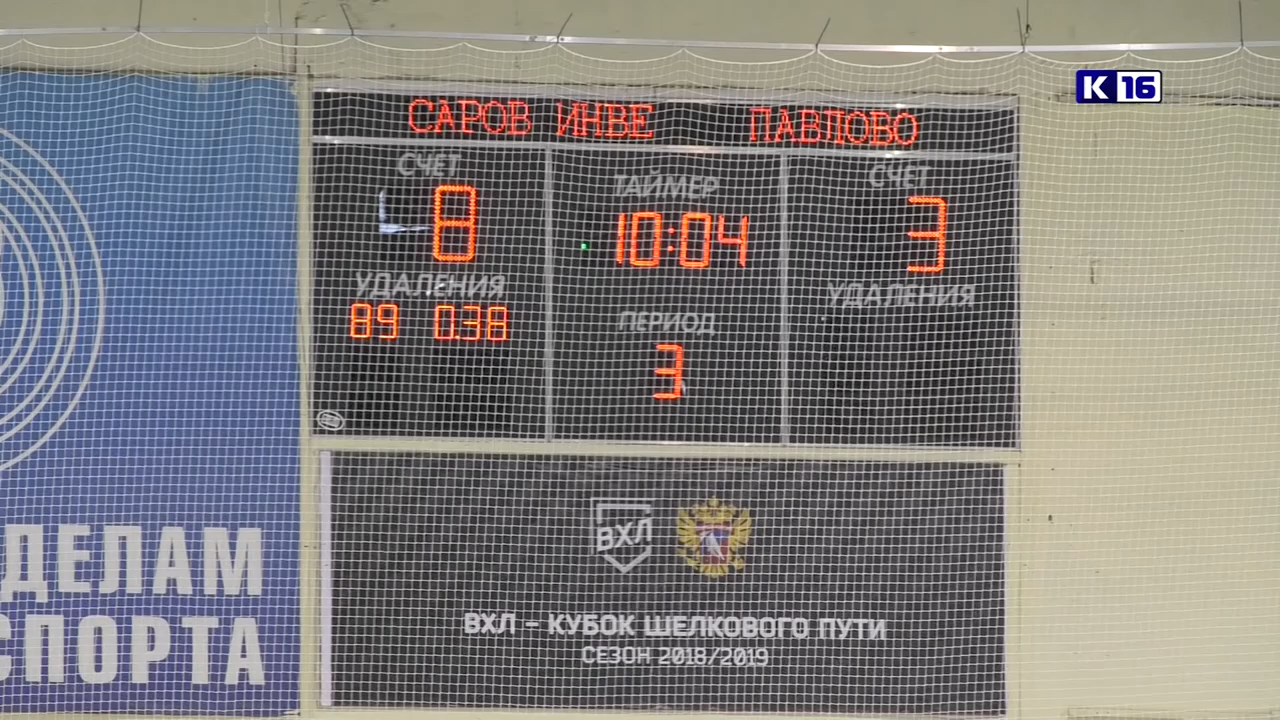 K 16
САРОВ ИНВЕ ПАВЛОВО
СЧЕТ ТАЙМЕР СЧЕТ
8 10:04 3
УДАЛЕНИЯ УДАЛЕНИЯ
89 0.38
ПЕРИОД
3
ВХЛ
ВХЛ – КУБОК ШЕЛКОВОГО ПУТИ
СЕЗОН 2018/2019
ДЕЛАМ
СПОРТА